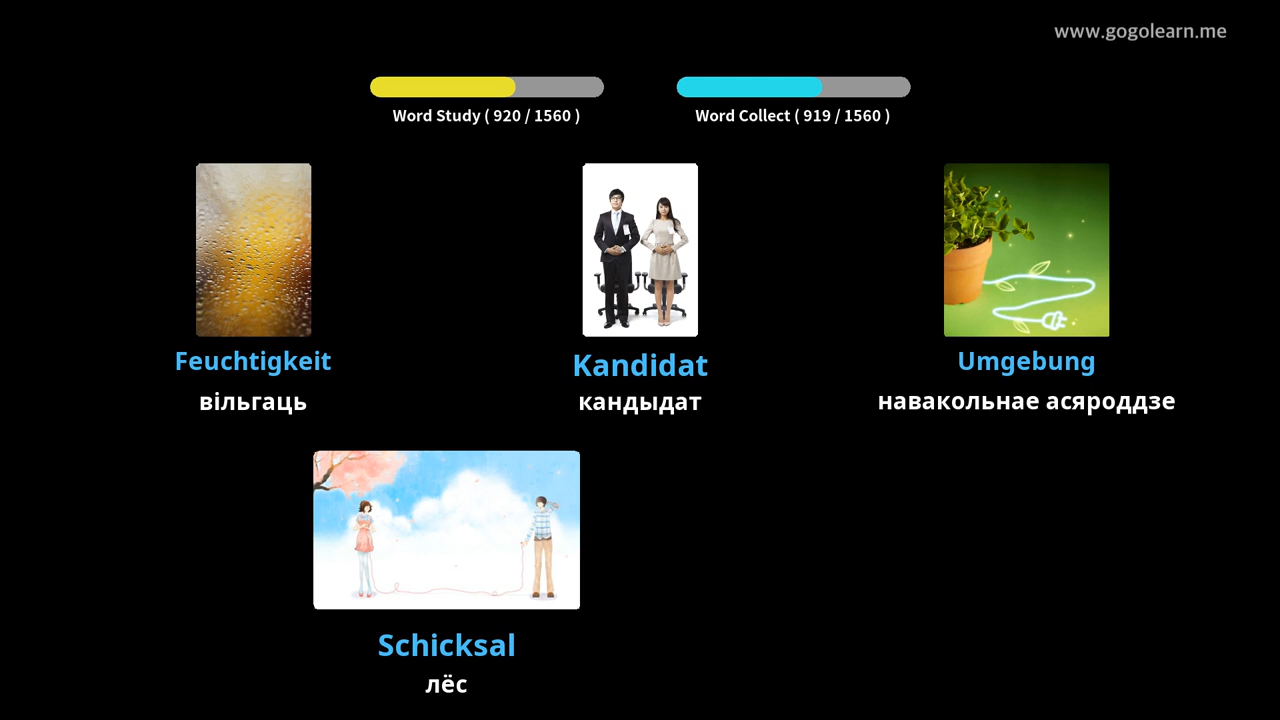 www.gogolearn.me
Word Study ( 920 / 1560 )
Word Collect ( 919 / 1560 )
Feuchtigkeit
вільгаць
Kandidat
кандыдат
Umgebung
навакольнае асяроддзе
Schicksal
лёс